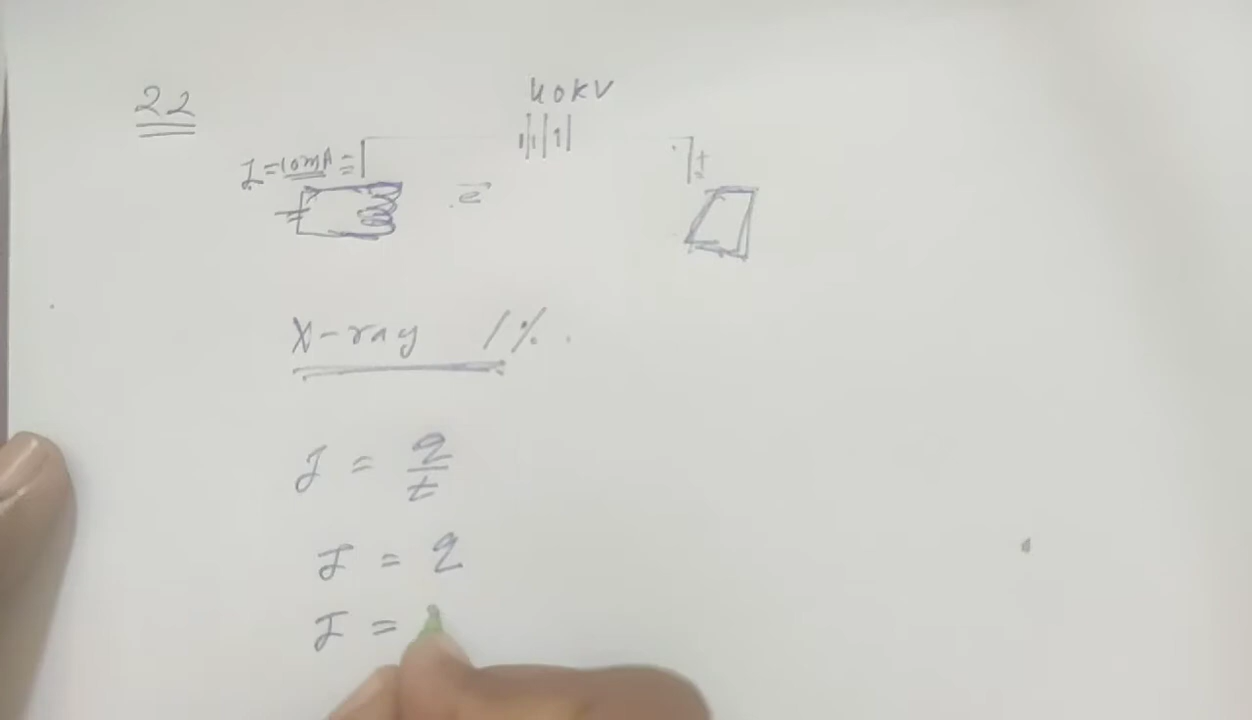 22
40kV
I = 10mA
+
e⁻
X-ray 1%.
I = q/t
I = q
I =